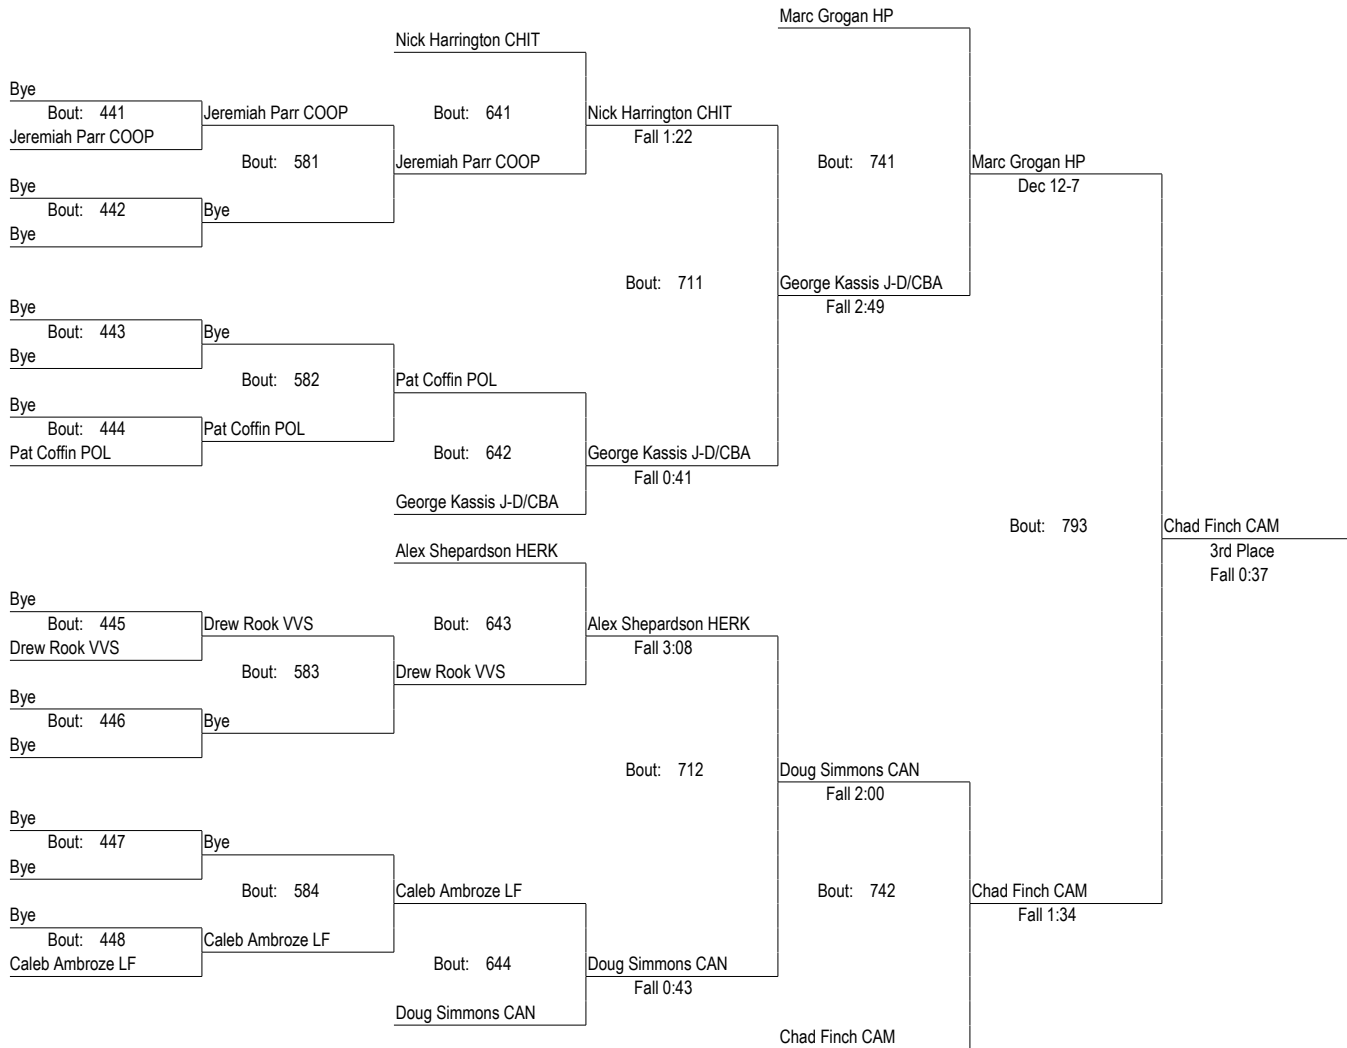 Marc Grogan HP
Nick Harrington CHIT
Bye
Bout: 441
Jeremiah Parr COOP
Bout: 641
Nick Harrington CHIT
Jeremiah Parr COOP
Fall 1:22
Bout: 581
Jeremiah Parr COOP
Bout: 741
Marc Grogan HP
Bye
Dec 12-7
Bout: 442
Bye
Bye
Bout: 711
George Kassis J-D/CBA
Bye
Fall 2:49
Bout: 443
Bye
Bye
Bout: 582
Pat Coffin POL
Bye
Bout: 444
Pat Coffin POL
Pat Coffin POL
Bout: 642
George Kassis J-D/CBA
Fall 0:41
George Kassis J-D/CBA
Bout: 793
Chad Finch CAM
Alex Shepardson HERK
3rd Place
Fall 0:37
Bye
Bout: 445
Drew Rook VVS
Bout: 643
Alex Shepardson HERK
Drew Rook VVS
Fall 3:08
Bout: 583
Drew Rook VVS
Bye
Bout: 446
Bye
Bye
Bout: 712
Doug Simmons CAN
Fall 2:00
Bye
Bout: 447
Bye
Bye
Bout: 584
Caleb Ambroze LF
Bout: 742
Chad Finch CAM
Bye
Fall 1:34
Bout: 448
Caleb Ambroze LF
Caleb Ambroze LF
Bout: 644
Doug Simmons CAN
Fall 0:43
Doug Simmons CAN
Chad Finch CAM